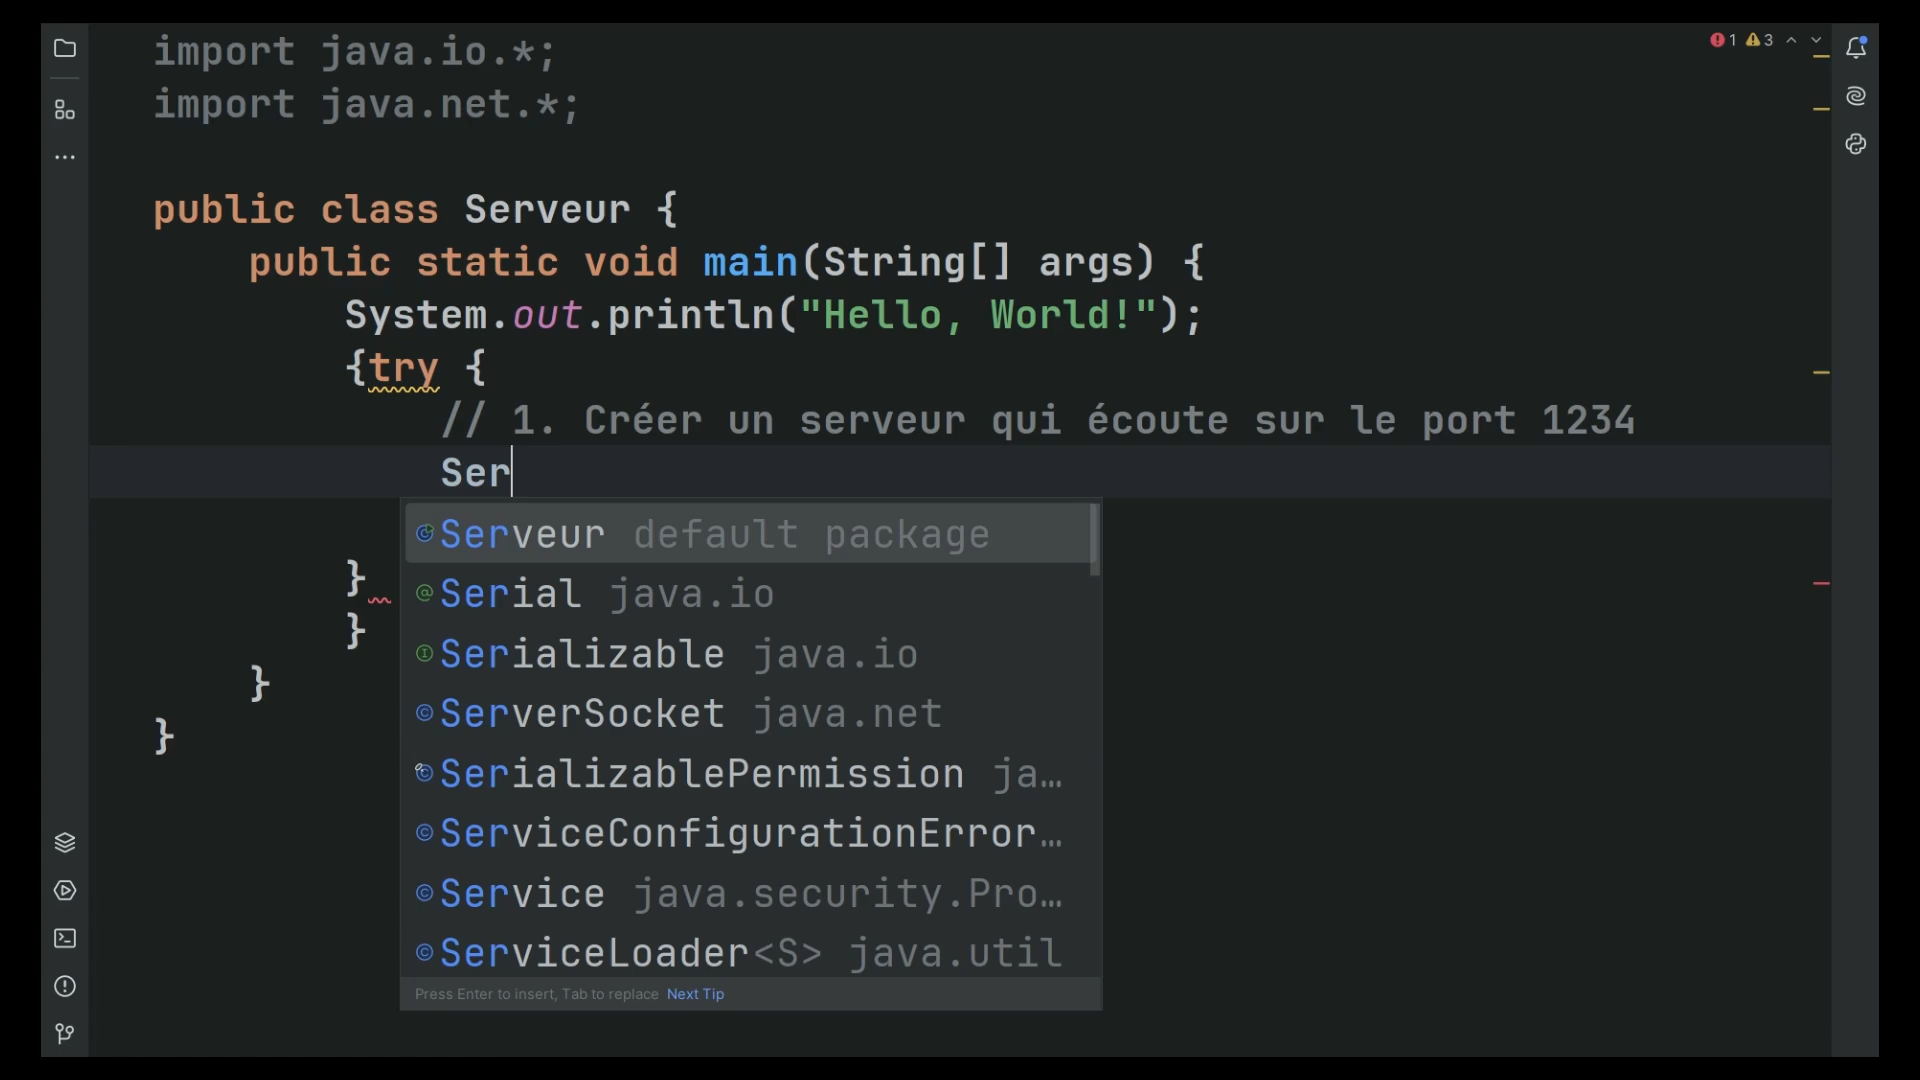 import java.io.*;
1 3
import java.net.*;
public class Serveur {
public static void main(String[] args) {
System.out.println("Hello, World!");
{try {
// 1. Créer un serveur qui écoute sur le port 1234
Ser
Serveur default package
}
Serial java.io
}
Serializable java.io
}
ServerSocket java.net
}
SerializablePermission ja…
ServiceConfigurationError…
Service java.security.Pro…
ServiceLoader<S> java.util
Press Enter to insert, Tab to replace Next Tip